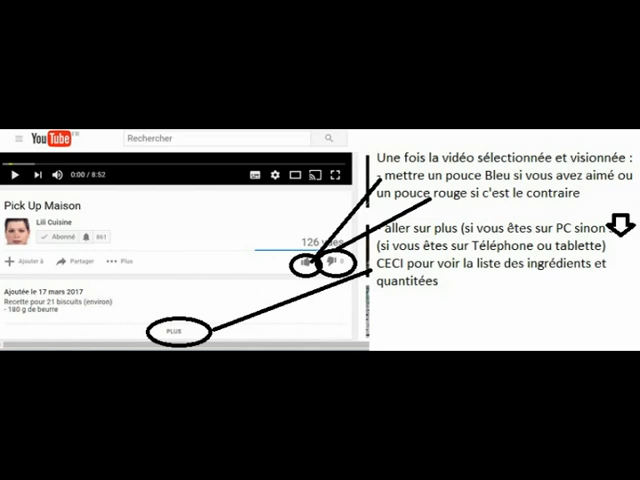 YouTube FR
Rechercher
0:00 / 8:52
Pick Up Maison
Lili Cuisine
Abonné 861
126 vues
Ajouter à Partager Plus 0
Ajoutée le 17 mars 2017
Recette pour 21 biscuits (environ)
- 180 g de beurre
PLUS
Une fois la vidéo sélectionnée et visionnée :
- mettre un pouce Bleu si vous avez aimé ou
un pouce rouge si c'est le contraire
- aller sur plus (si vous êtes sur PC sinon
(si vous êtes sur Téléphone ou tablette)
CECI pour voir la liste des ingrédients et
quantitées